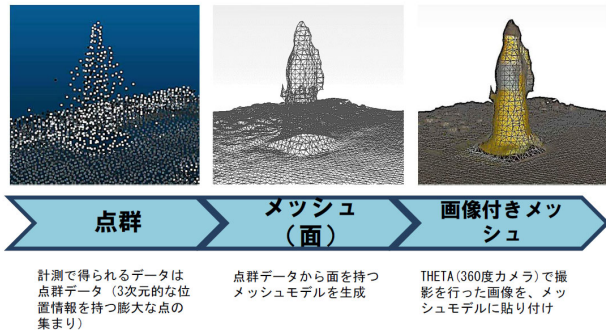 点群
メッシュ
(面)
画像付きメッ
シュ
計測で得られるデータは
点群データ(3次元的な位
置情報を持つ膨大な点の
集まり)
点群データから面を持つ
メッシュモデルを生成
THETA(360度カメラ)で撮
影を行った画像を、メッ
シュモデルに貼り付け